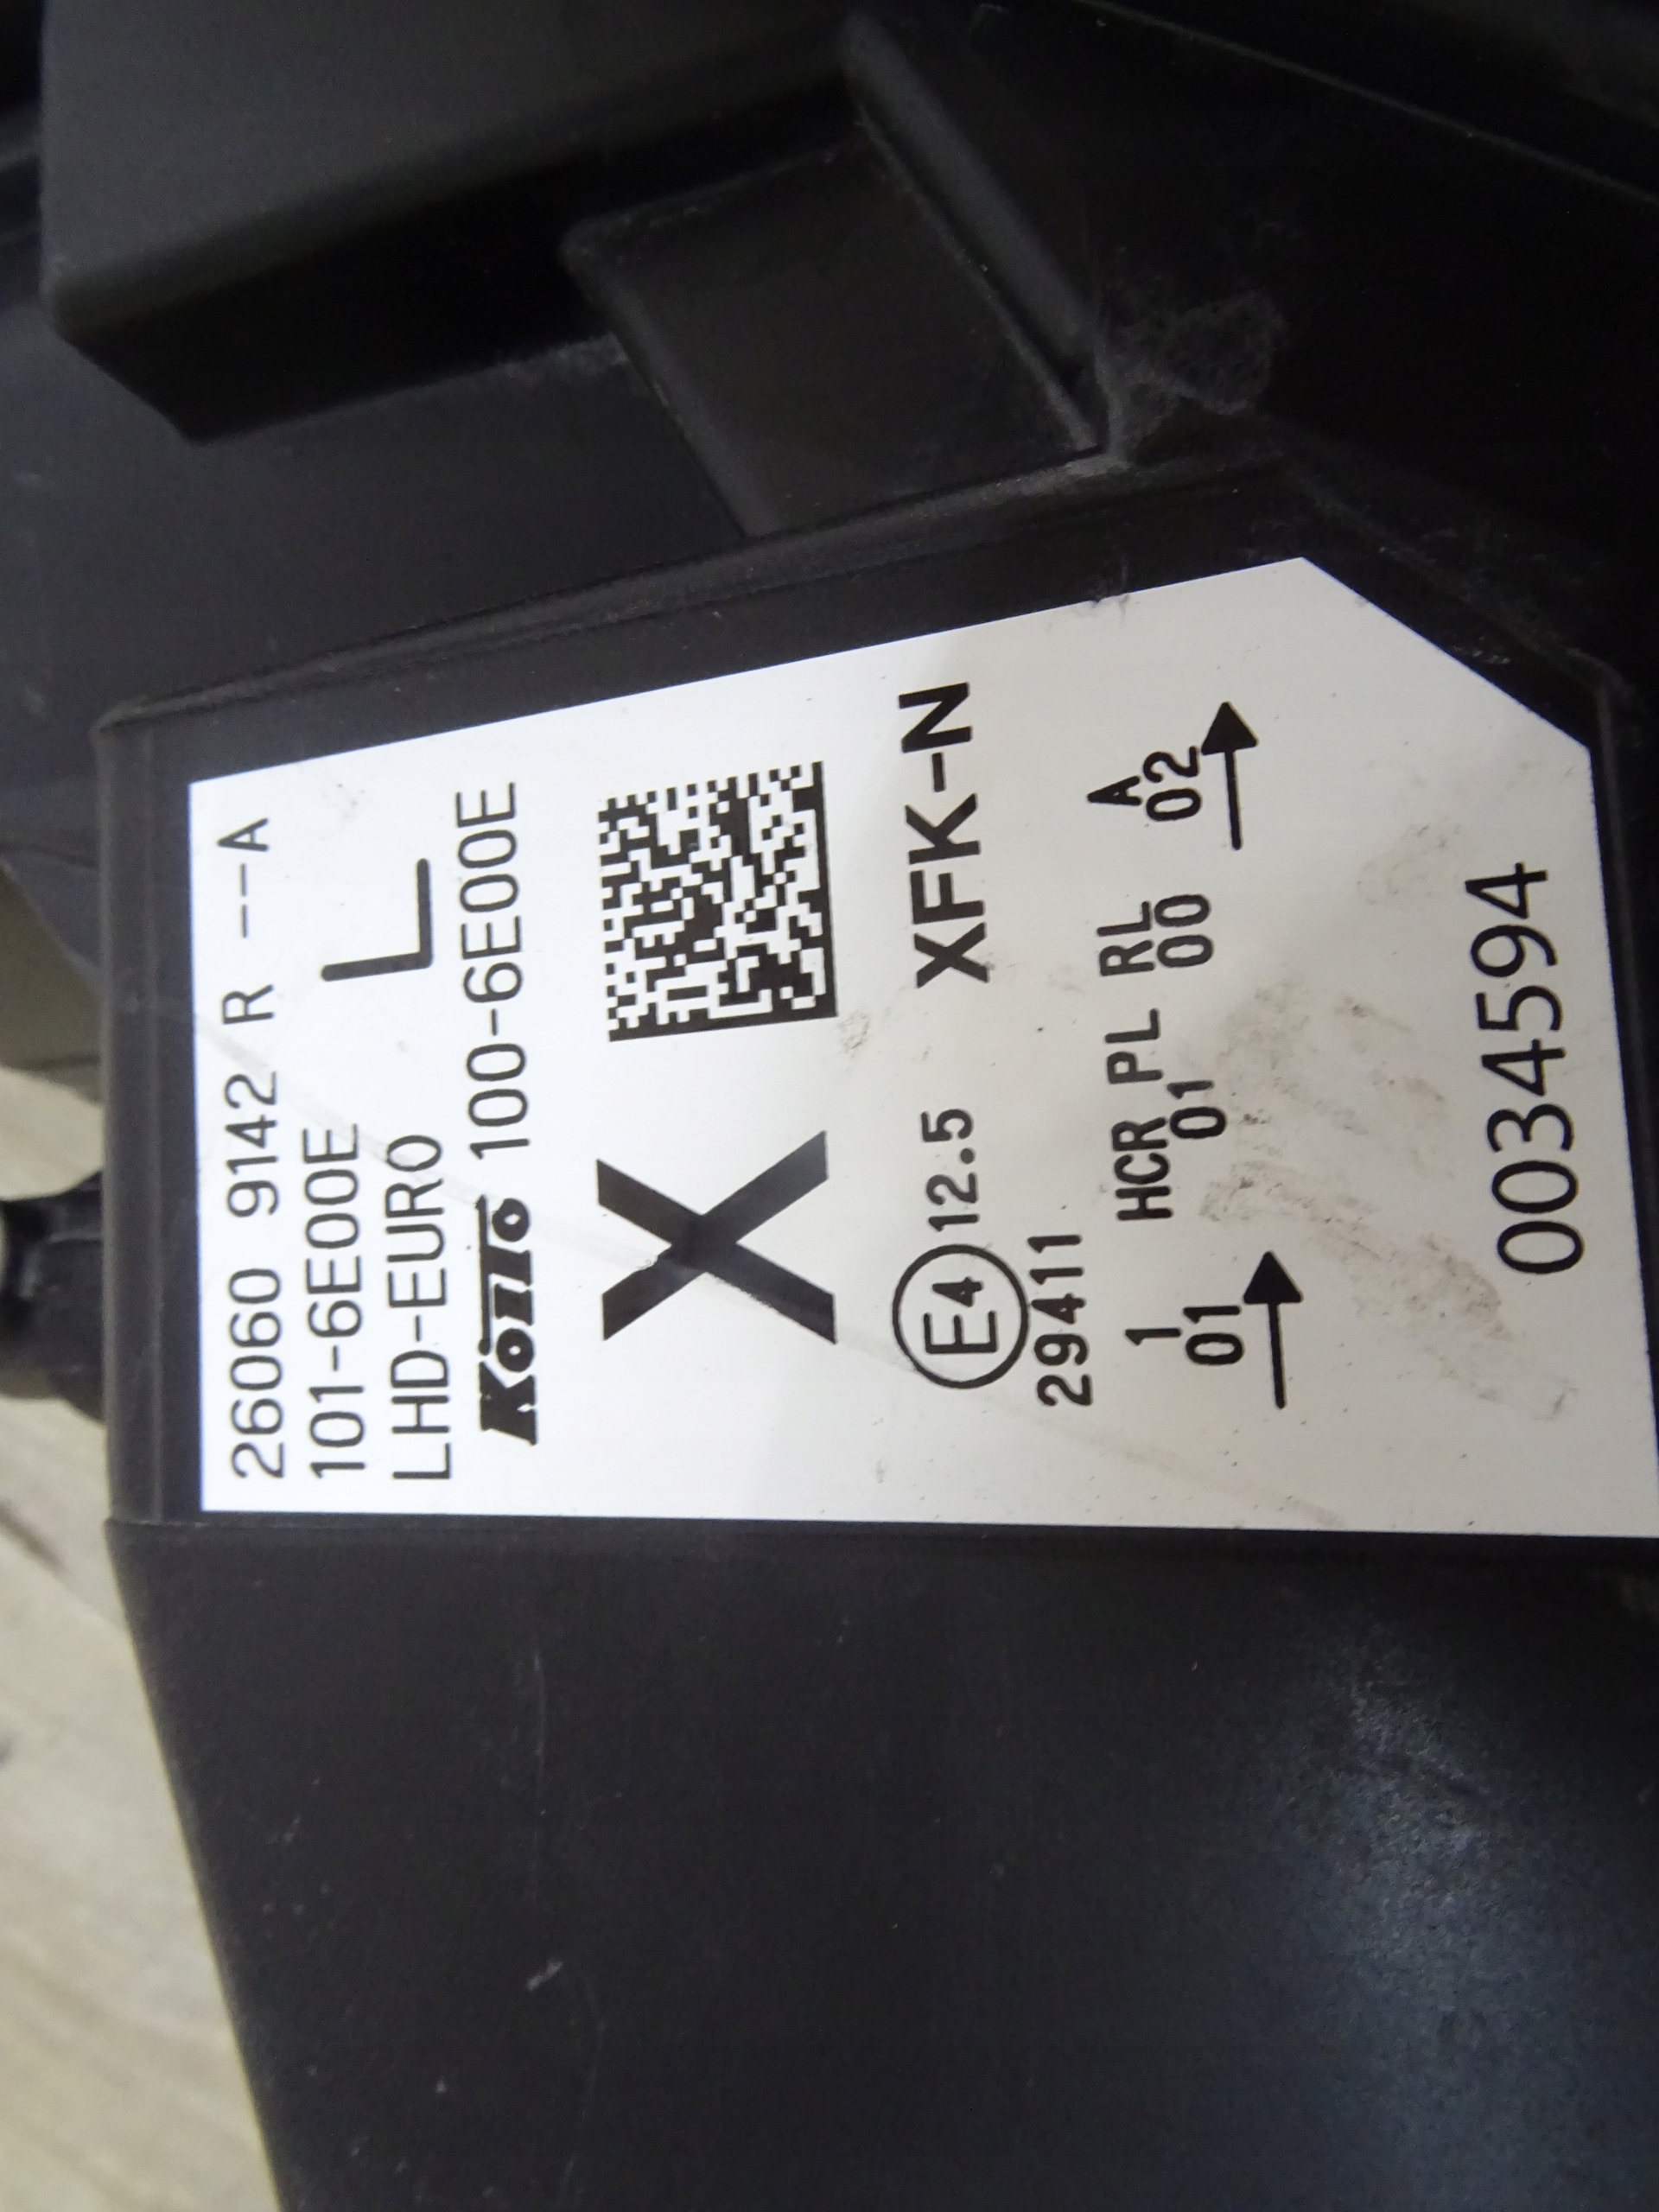 26060 9142 R ---A
101-6E00E
LHD-EURO L
Koito 100-6E00E
X
E4 12.5 XFK-N
29411
1 HCR PL RL A
01 01 00 02
0034594